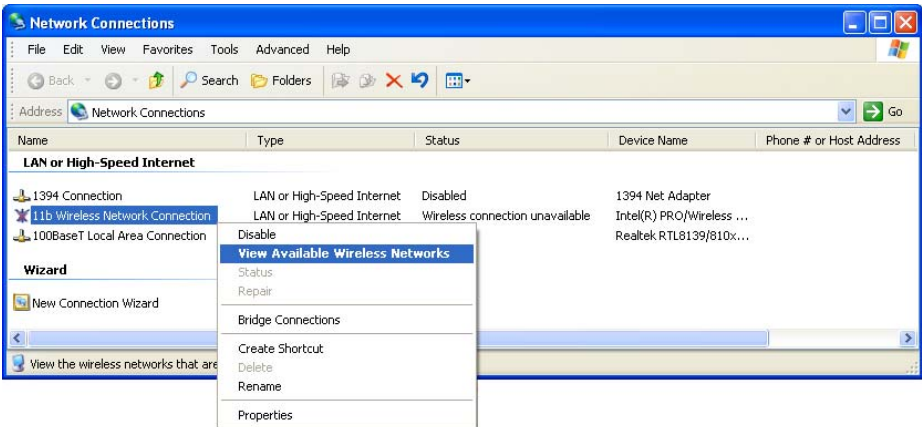 Network Connections
File Edit View Favorites Tools Advanced Help
Back Search Folders
Address Network Connections Go
Name Type Status Device Name Phone # or Host Address
LAN or High-Speed Internet
1394 Connection LAN or High-Speed Internet Disabled 1394 Net Adapter
11b Wireless Network Connection LAN or High-Speed Internet Wireless connection unavailable Intel(R) PRO/Wireless ...
100BaseT Local Area Connection Realtek RTL8139/810x...
Disable
View Available Wireless Networks
Status
Repair
Bridge Connections
Create Shortcut
Delete
Rename
Properties
Wizard
New Connection Wizard
View the wireless networks that are